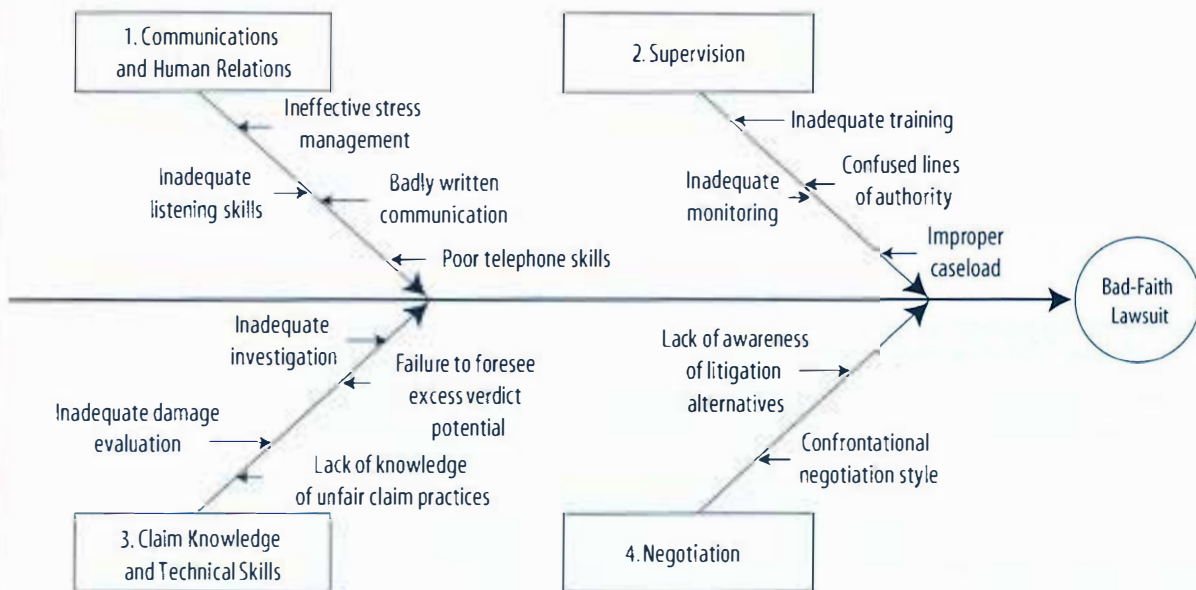 1. Communications
and Human Relations
2. Supervision
Ineffective stress
management
Inadequate
listening skills
Badly written
communication
Poor telephone skills
Inadequate training
Inadequate
monitoring
Confused lines
of authority
Improper
caseload
Bad-Faith
Lawsuit
Inadequate
investigation
Failure to foresee
excess verdict
potential
Inadequate damage
evaluation
Lack of knowledge
of unfair claim practices
Lack of awareness
of litigation
alternatives
Confrontational
negotiation style
3. Claim Knowledge
and Technical Skills
4. Negotiation